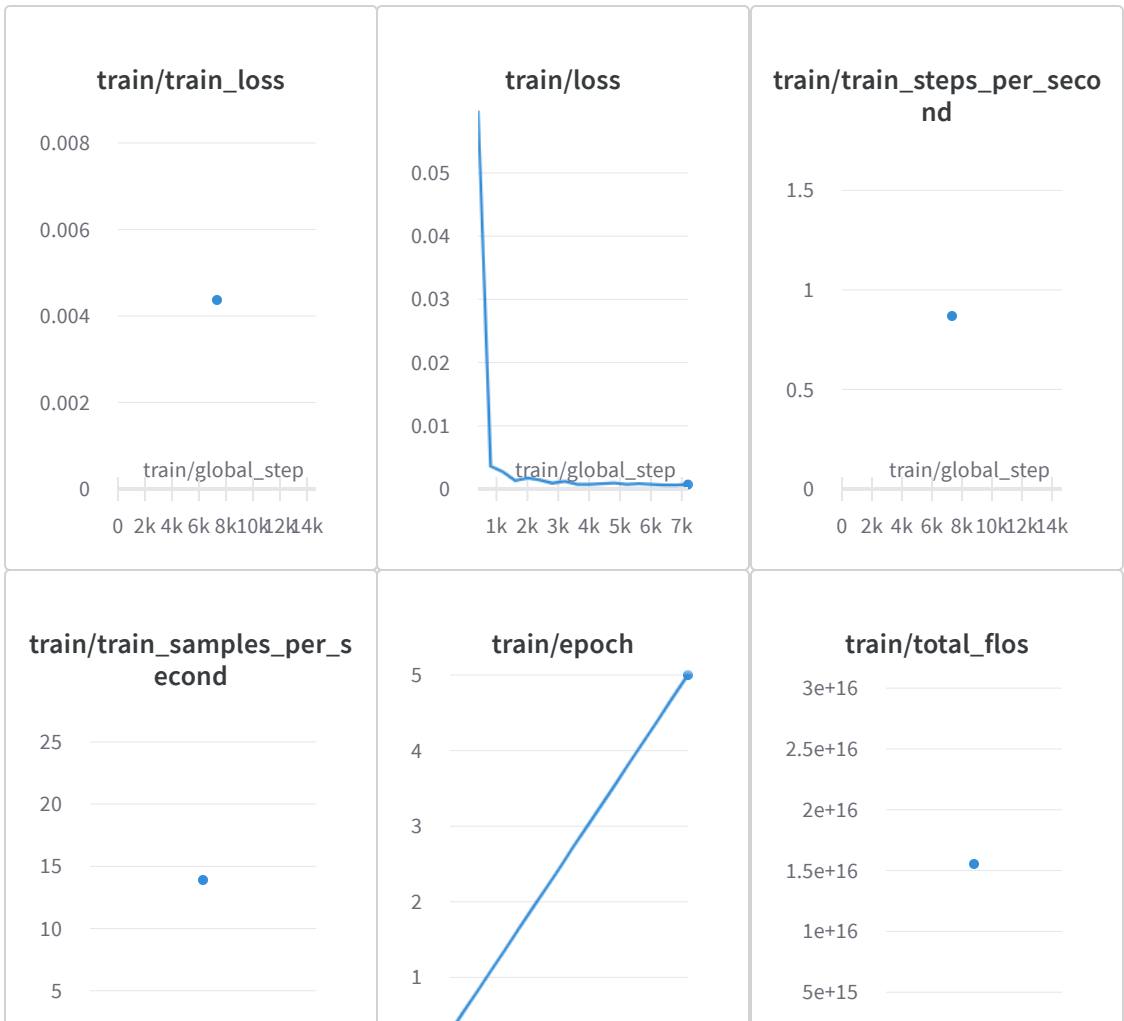 train/train_loss
0.008
0.006
0.004
0.002
0
train/global_step
0 2k 4k 6k 8k 10k 12k 14k
train/loss
0.05
0.04
0.03
0.02
0.01
0
train/global_step
1k 2k 3k 4k 5k 6k 7k
train/train_steps_per_seco
nd
1.5
1
0.5
0
train/global_step
0 2k 4k 6k 8k 10k 12k 14k
train/train_samples_per_s
econd
25
20
15
10
5
train/epoch
5
4
3
2
1
train/total_flos
3e+16
2.5e+16
2e+16
1.5e+16
1e+16
5e+15